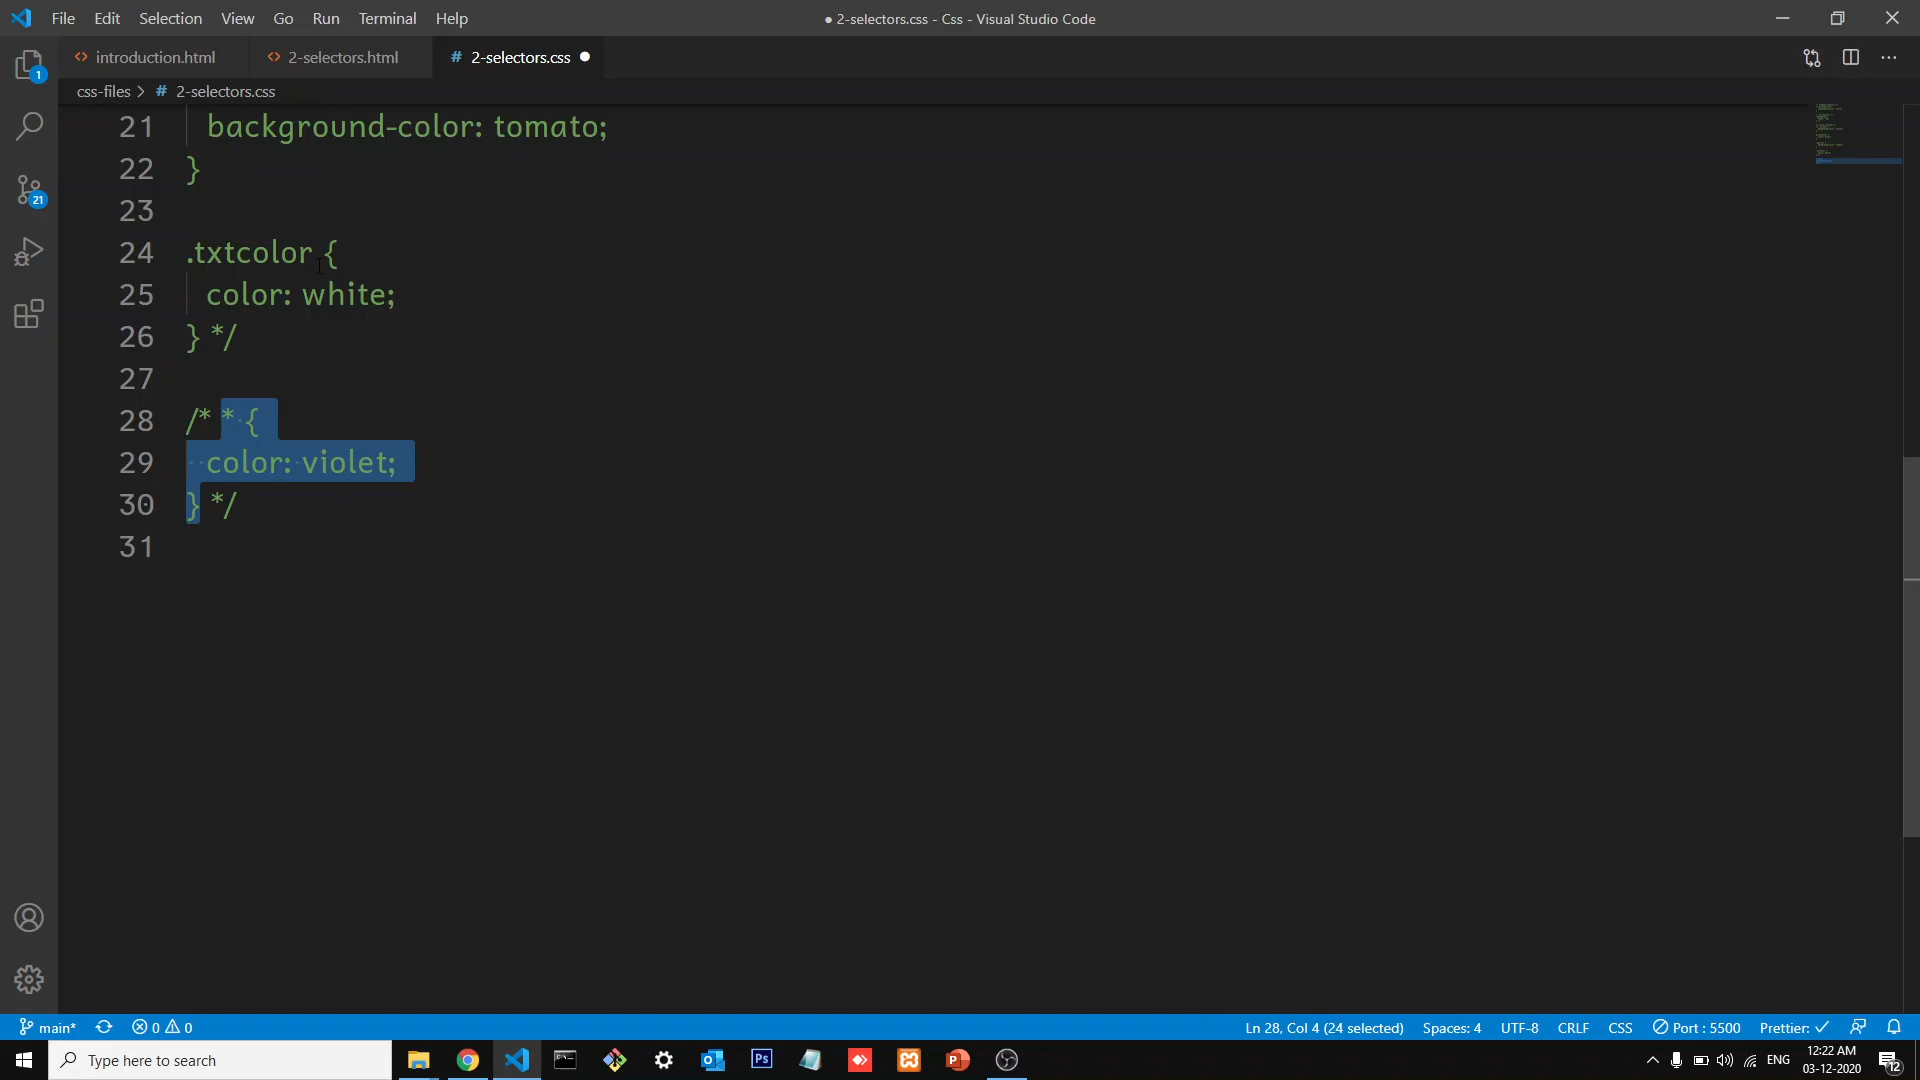 File Edit Selection View Go Run Terminal Help
● 2-selectors.css - Css - Visual Studio Code
introduction.html
2-selectors.html
# 2-selectors.css ●
css-files > # 2-selectors.css
21 background-color: tomato;
22 }
23
24 .txtcolor {
25 color: white;
26 } */
27
28 /* * {
29 color: violet;
30 } */
31
1
21
main*
0 0
Ln 28, Col 4 (24 selected)
Spaces: 4
UTF-8
CRLF
CSS
Port : 5500
Prettier: ✓
Type here to search
Ps
ENG
12:22 AM
03-12-2020
12